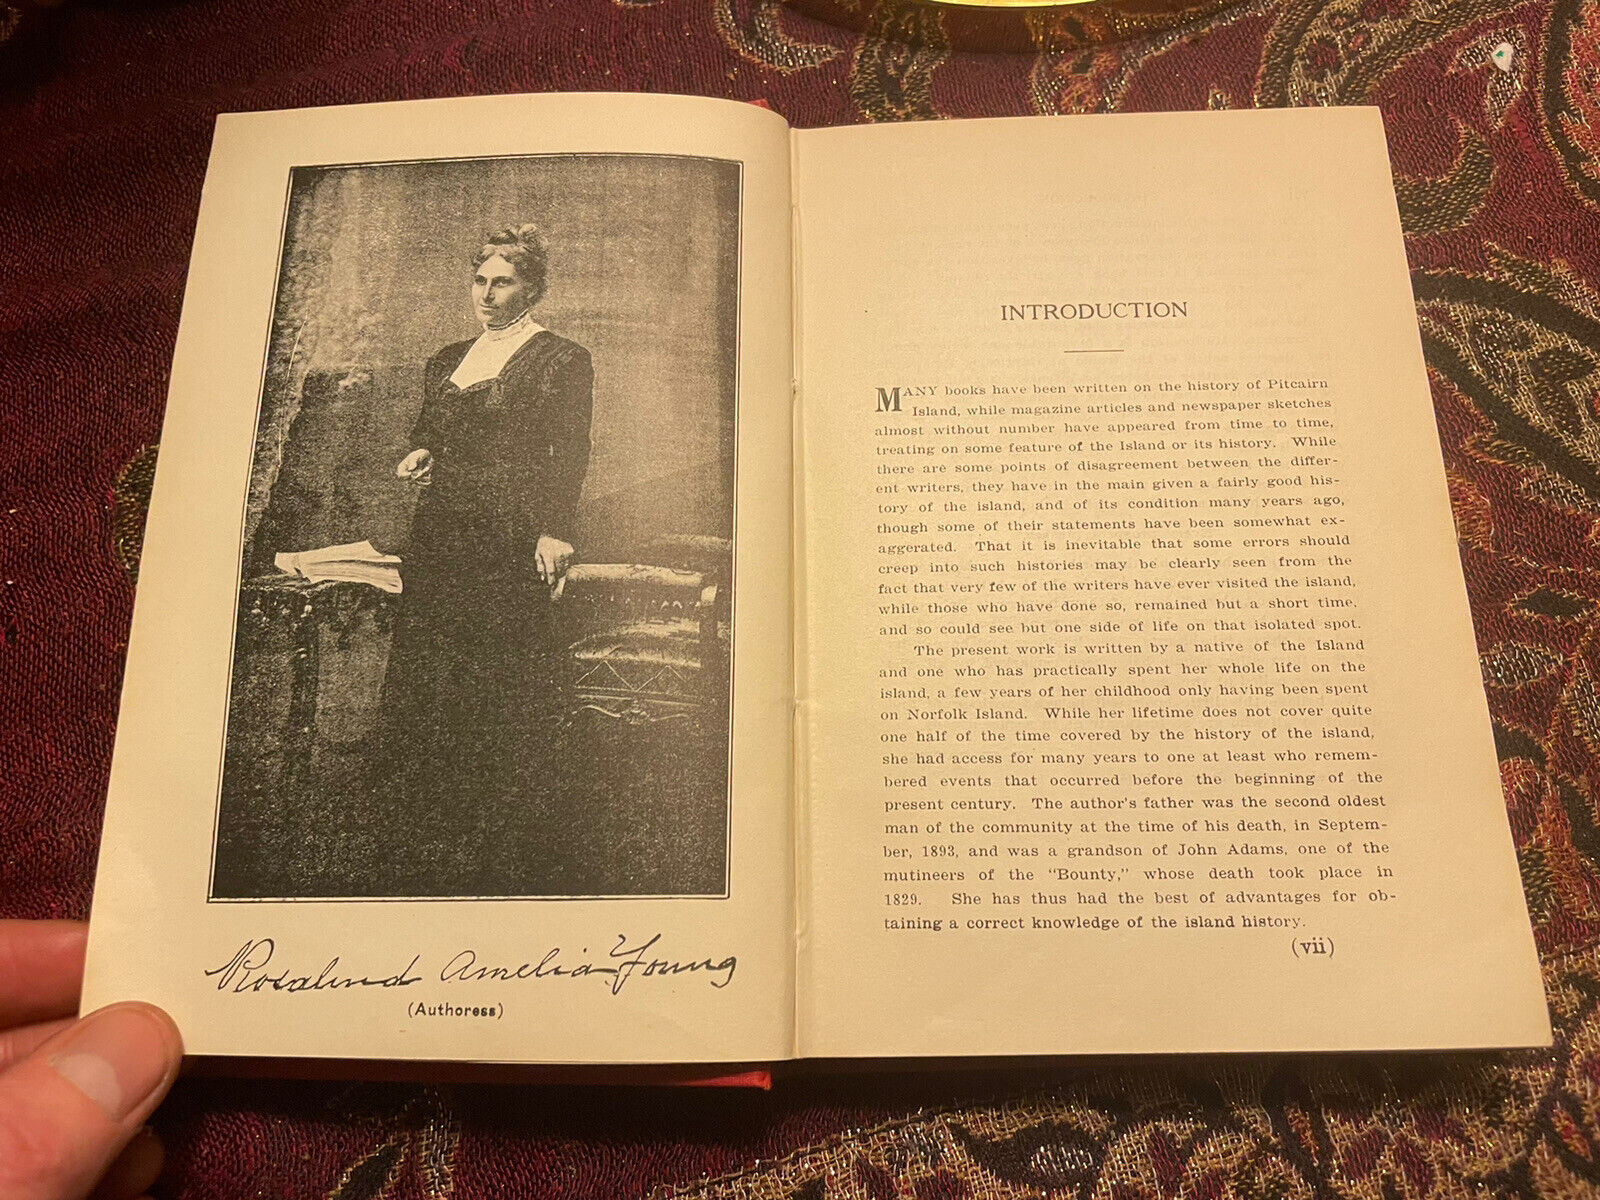 Rosalind Amelia Young
(Authoress)
INTRODUCTION
MANY books have been written on the history of Pitcairn
Island, while magazine articles and newspaper sketches
almost without number have appeared from time to time,
treating on some feature of the Island or its history. While
there are some points of disagreement between the differ-
ent writers, they have in the main given a fairly good his-
tory of the island, and of its condition many years ago,
though some of their statements have been somewhat ex-
aggerated. That it is inevitable that some errors should
creep into such histories may be clearly seen from the
fact that very few of the writers have ever visited the island,
while those who have done so, remained but a short time,
and so could see but one side of life on that isolated spot.
The present work is written by a native of the Island
and one who has practically spent her whole life on the
island, a few years of her childhood only having been spent
on Norfolk Island. While her lifetime does not cover quite
one half of the time covered by the history of the island,
she had access for many years to one at least who remem-
bered events that occurred before the beginning of the
present century. The author's father was the second oldest
man of the community at the time of his death, in Septem-
ber, 1893, and was a grandson of John Adams, one of the
mutineers of the "Bounty," whose death took place in
1829. She has thus had the best of advantages for ob-
taining a correct knowledge of the island history.
(vii)